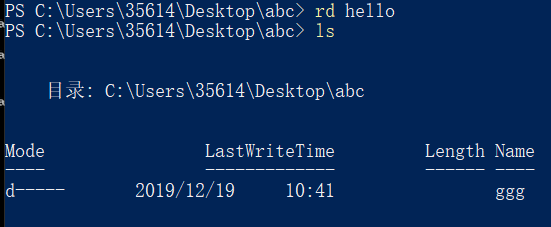 PS C:\Users\35614\Desktop\abc> rd hello
PS C:\Users\35614\Desktop\abc> ls
目录: C:\Users\35614\Desktop\abc
Mode LastWriteTime Length Name
---- ------------- ------ ----
d----- 2019/12/19 10:41 ggg